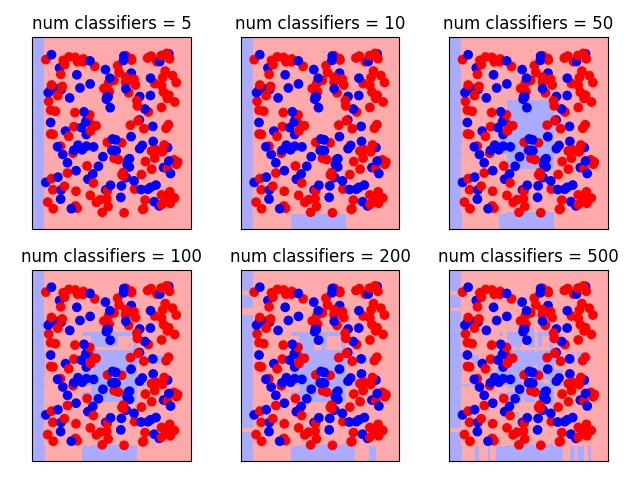 num classifiers = 5
num classifiers = 10
num classifiers = 50
num classifiers = 100
num classifiers = 200
num classifiers = 500